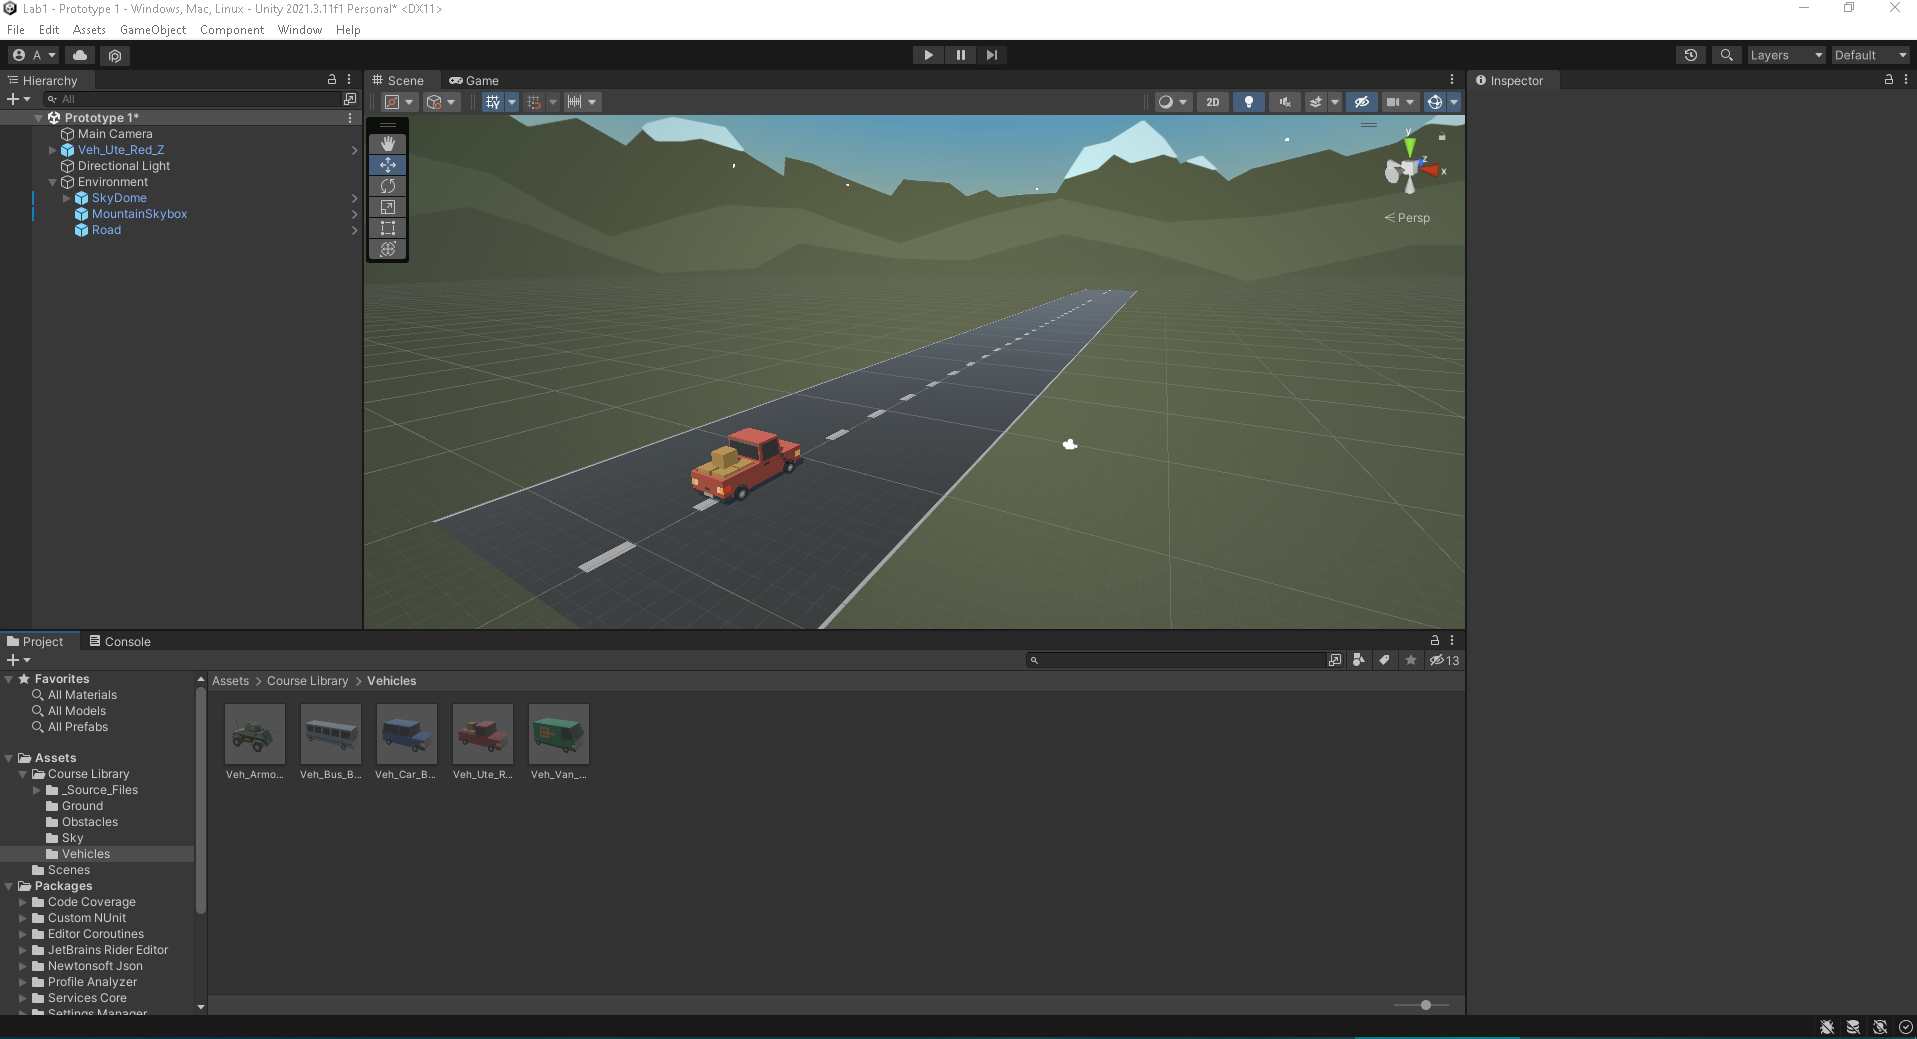 Lab1 - Prototype 1 - Windows, Mac, Linux - Unity 2021.3.11f1 Personal* <DX11>
File Edit Assets GameObject Component Window Help
A Layers Default
Hierarchy
All
Prototype 1*
Main Camera
Veh_Ute_Red_Z
Directional Light
Environment
SkyDome
MountainSkybox
Road
Scene Game
2D
y
z
x
Persp
Inspector
Project Console
13
Favorites
All Materials
All Models
All Prefabs
Assets
Course Library
_Source_Files
Ground
Obstacles
Sky
Vehicles
Scenes
Packages
Code Coverage
Custom NUnit
Editor Coroutines
JetBrains Rider Editor
Newtonsoft Json
Profile Analyzer
Services Core
Settings Manager
Assets > Course Library > Vehicles
Veh_Armo... Veh_Bus_B... Veh_Car_B... Veh_Ute_R... Veh_Van_...